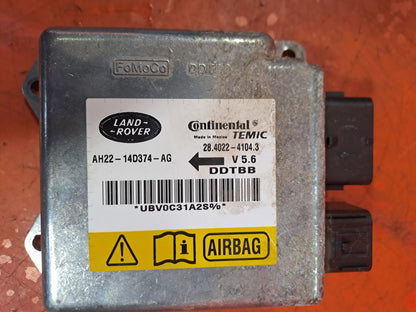 FoMoCo
LAND-
-ROVER
Continental
Made in Mexico TEMIC
28.4022-4104.3
AH22-14D374-AG
V 5.6
DDTBB
*UBV0C31A2S%*
AIRBAG